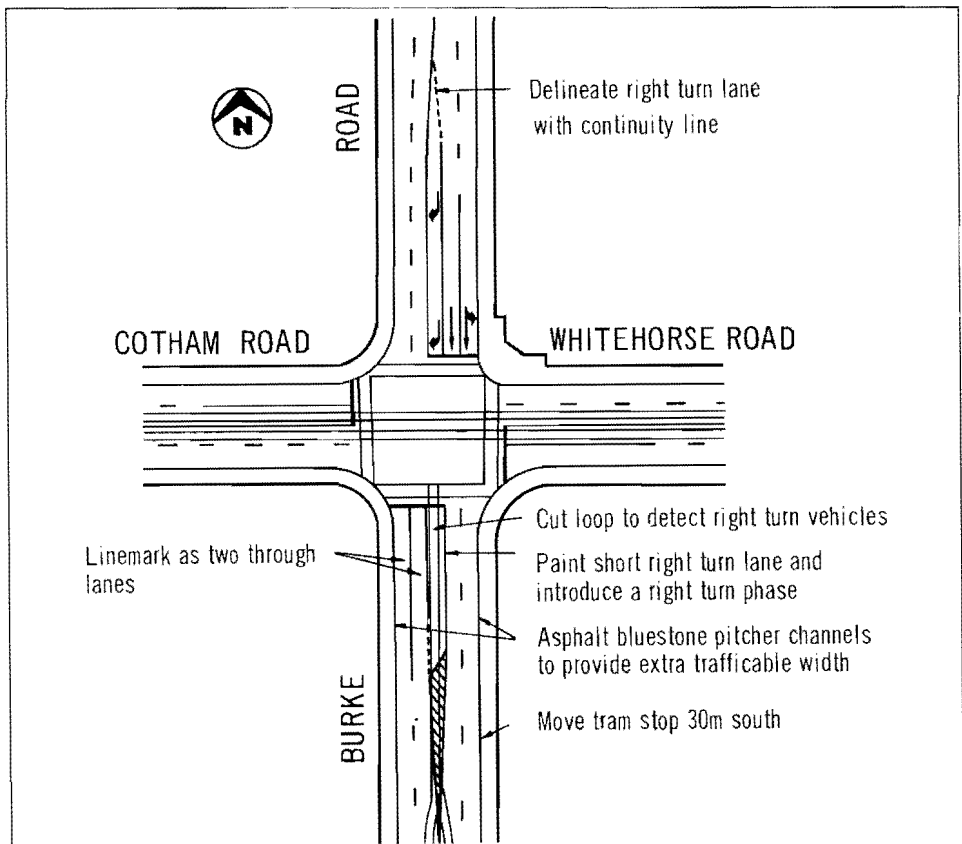 ROAD
N
Delineate right turn lane
with continuity line
COTHAM ROAD
WHITEHORSE ROAD
Cut loop to detect right turn vehicles
Linemark as two through
lanes
Paint short right turn lane and
introduce a right turn phase
Asphalt bluestone pitcher channels
to provide extra trafficable width
BURKE
Move tram stop 30m south